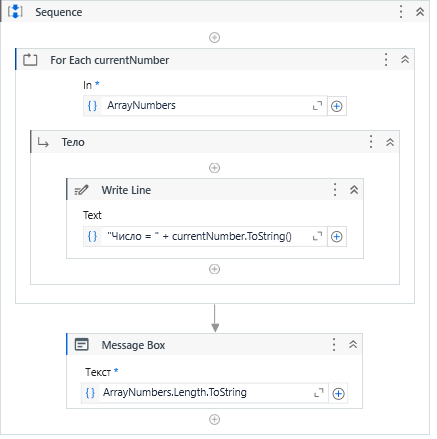 Sequence
For Each currentNumber
In *
{ } ArrayNumbers
Тело
Write Line
Text
{ } "Число = " + currentNumber.ToString()
Message Box
Текст *
{ } ArrayNumbers.Length.ToString